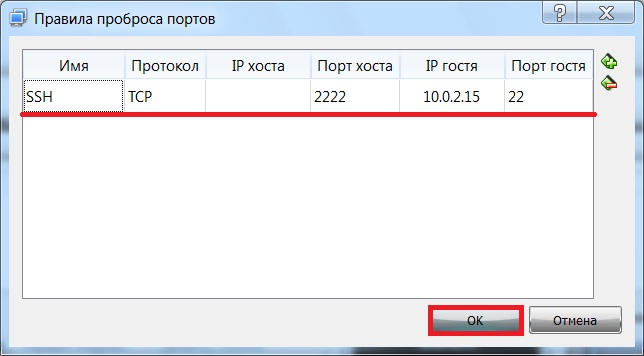 Правила проброса портов
Имя Протокол IP хоста Порт хоста IP гостя Порт гостя
SSH TCP 2222 10.0.2.15 22
OK Отмена